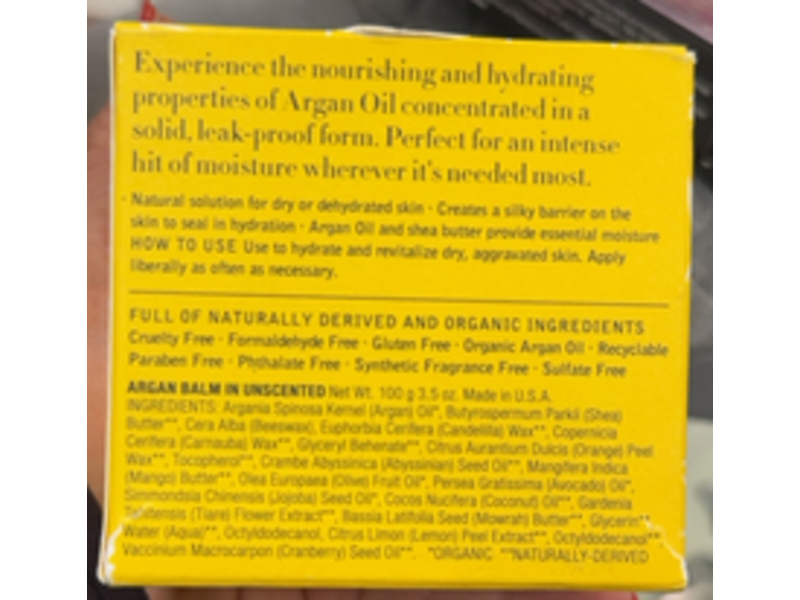 Experience the nourishing and hydrating
properties of Argan Oil concentrated in a
solid, leak-proof form. Perfect for an intense
hit of moisture wherever it's needed most.
· Natural solution for dry or dehydrated skin · Creates a silky barrier on the
skin to seal in hydration · Argan Oil and shea butter provide essential moisture
HOW TO USE Use to hydrate and revitalize dry, aggravated skin. Apply
liberally as often as necessary.
FULL OF NATURALLY DERIVED AND ORGANIC INGREDIENTS
Cruelty Free · Formaldehyde Free · Gluten Free · Organic Argan Oil · Recyclable
Paraben Free · Phthalate Free · Synthetic Fragrance Free · Sulfate Free
ARGAN BALM IN UNSCENTED Net Wt. 100 g 3.5 oz. Made in U.S.A.
INGREDIENTS: Argania Spinosa Kernel (Argan) Oil*, Butyrospermum Parkii (Shea)
Butter**, Cera Alba (Beeswax), Euphorbia Cerifera (Candelilla) Wax**, Copernicia
Cerifera (Carnauba) Wax**, Glyceryl Behenate**, Citrus Aurantium Dulcis (Orange) Peel
Wax**, Tocopherol**, Crambe Abyssinica (Abyssinian) Seed Oil**, Mangifera Indica
(Mango) Butter**, Olea Europaea (Olive) Fruit Oil*, Persea Gratissima (Avocado) Oil*,
Simmondsia Chinensis (Jojoba) Seed Oil*, Cocos Nucifera (Coconut) Oil**, Gardenia
Tahitensis (Tiare) Flower Extract**, Bassia Latifolia Seed (Mowrah) Butter**, Glycerin**,
Water (Aqua)**, Octyldodecanol, Citrus Limon (Lemon) Peel Extract**, Octyldodecanol**,
Vaccinium Macrocarpon (Cranberry) Seed Oil**. *ORGANIC **NATURALLY-DERIVED